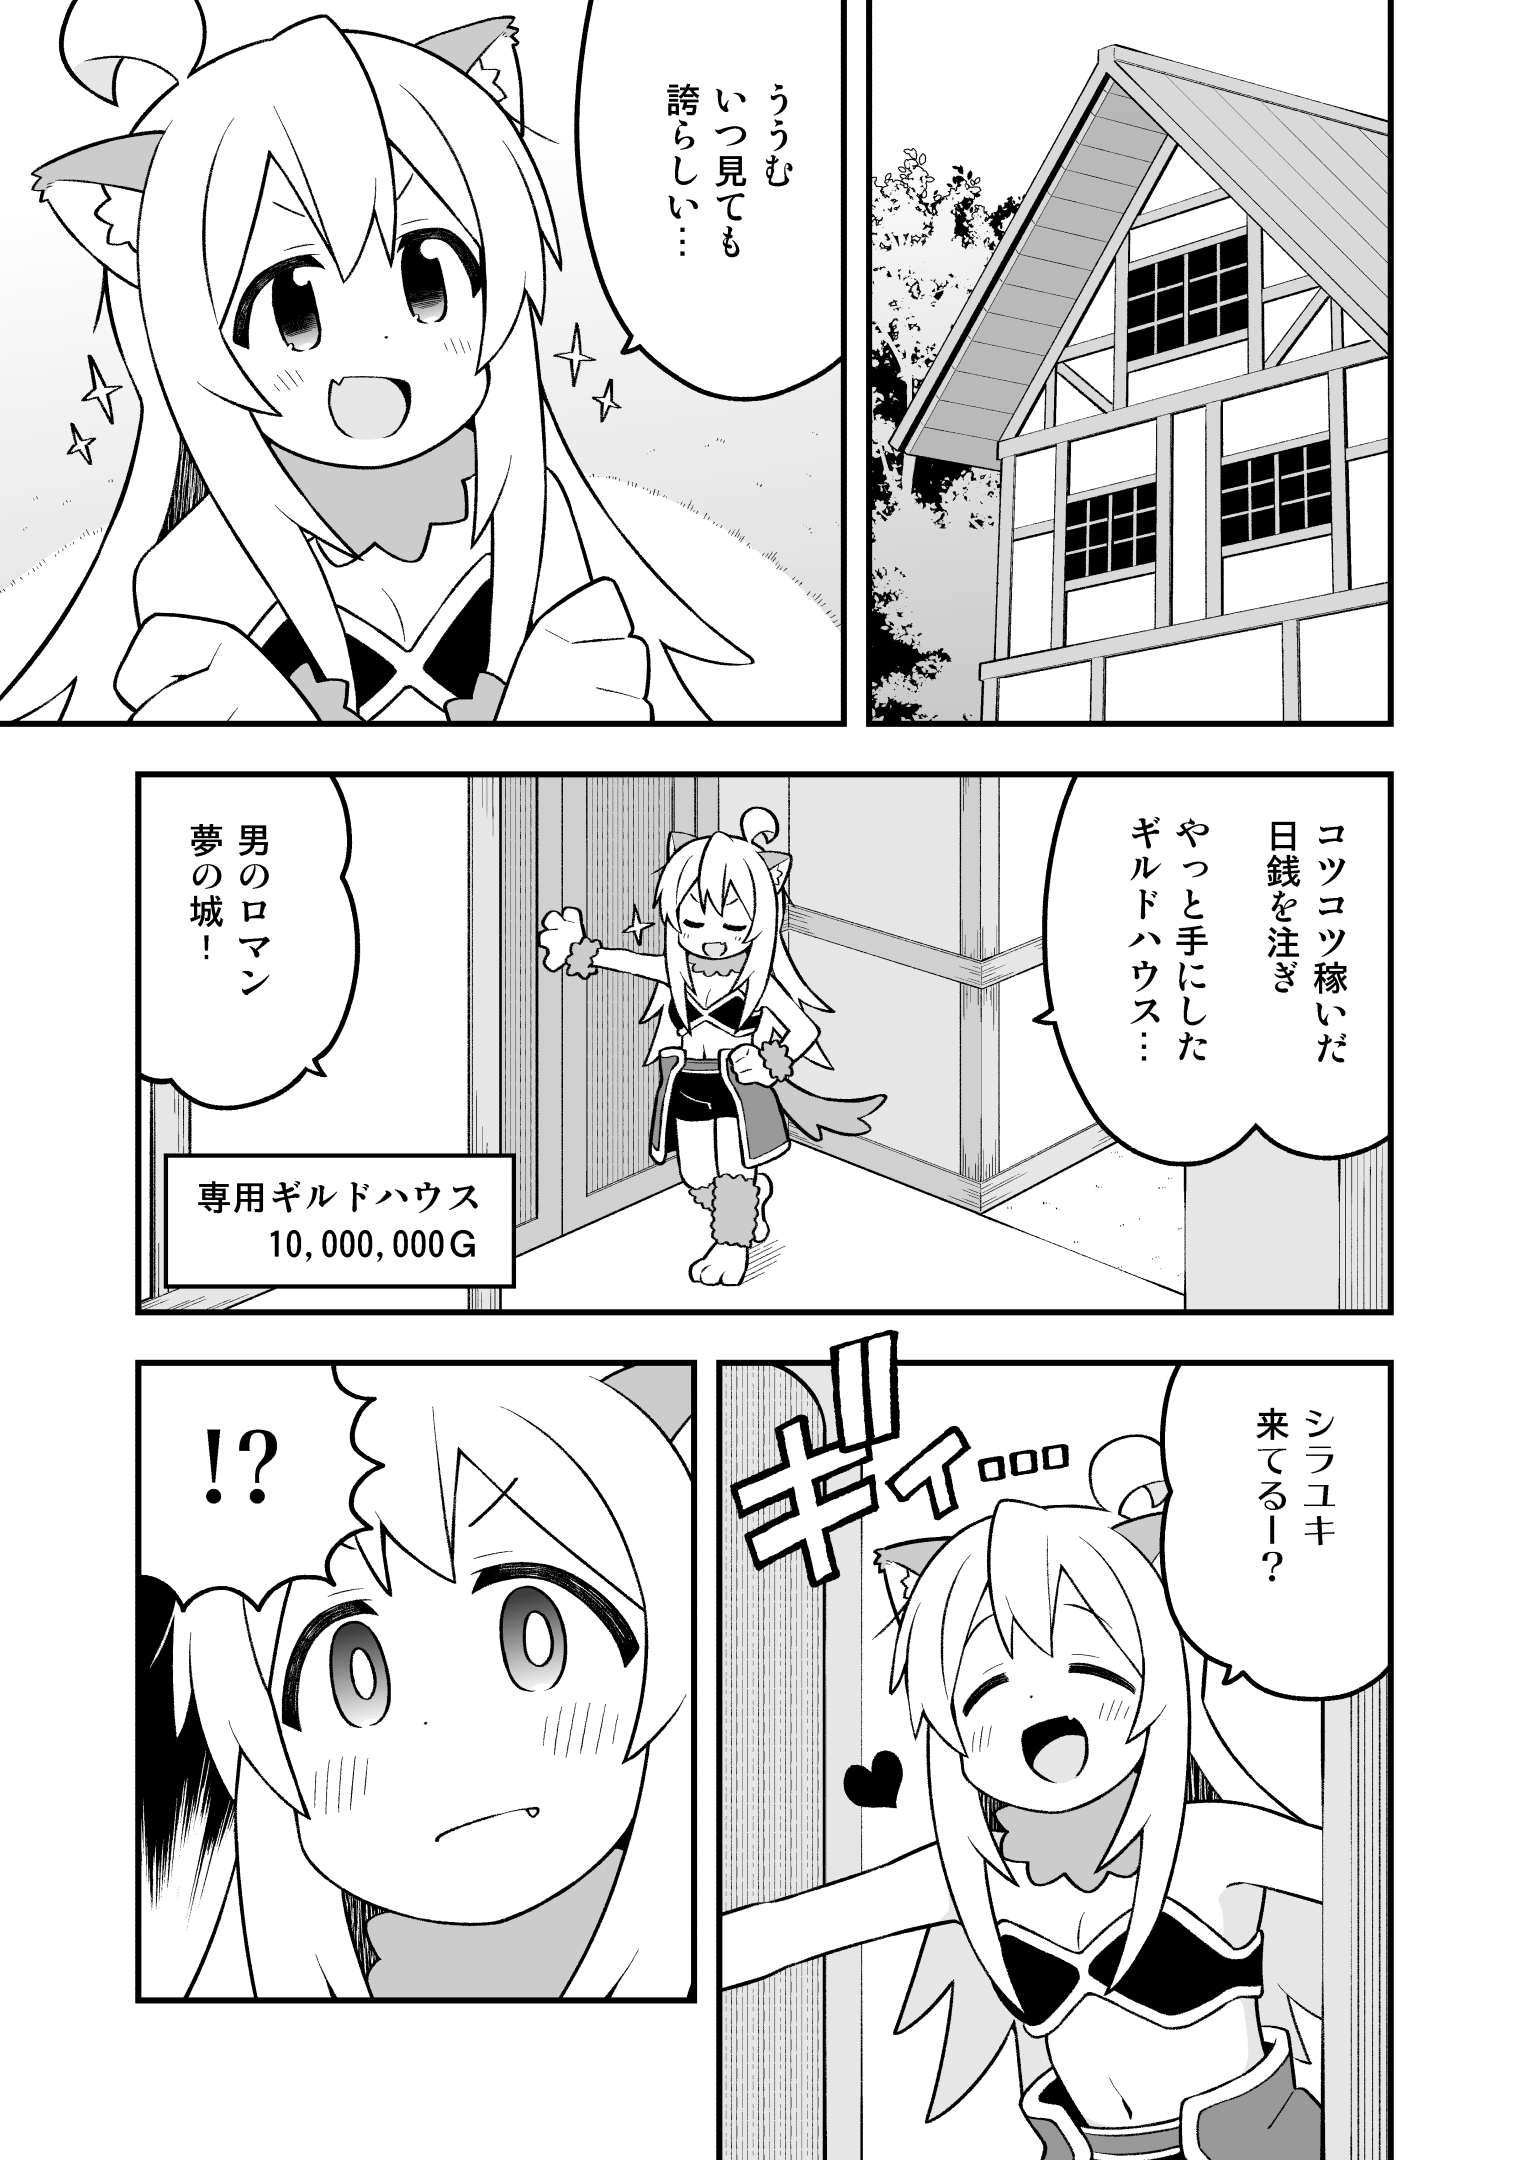 ううむ
いつ見ても
誇らしい…
コツコツ稼いだ
日銭を注ぎ
やっと手にした
ギルドハウス…
男のロマン
夢の城！
専用ギルドハウス
10,000,000G
シラユキ
来てるー？
ギィ…
！？